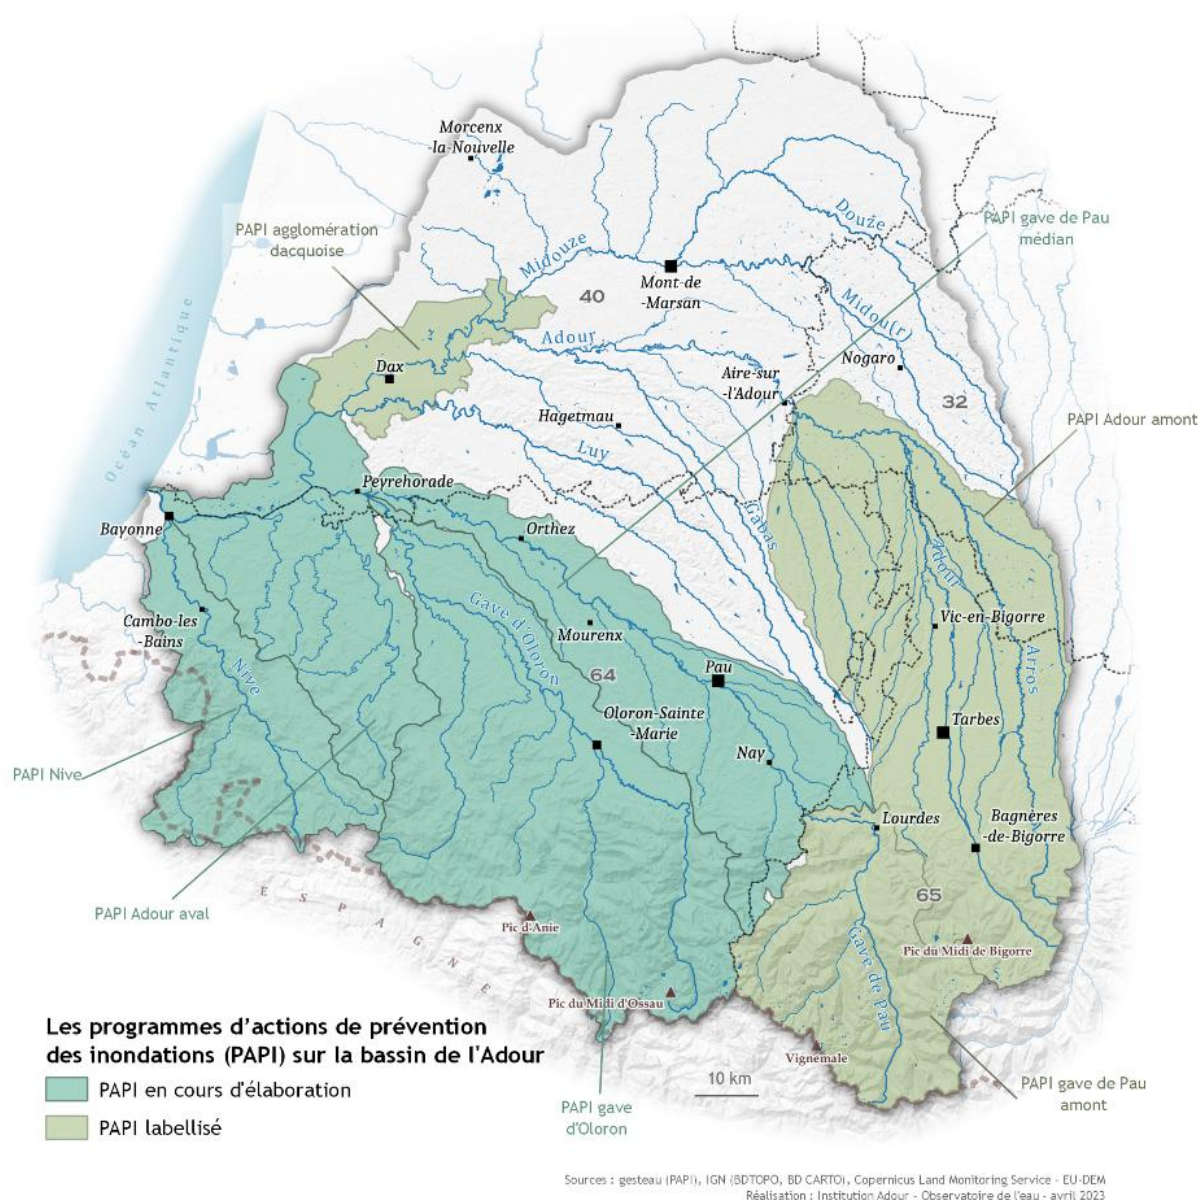 Morcenx
-la-Nouvelle
PAPI agglomération
dacquoise
PAPI gave de Pau
médian
Océan Atlantique
Midouze
Douze
Mont-de
-Marsan
40
Midou(r)
Adour
Nogaro
Dax
Aire-sur
-l'Adour
32
Hagetmau
PAPI Adour amont
Luy
Peyrehorade
Bayonne
Orthez
Gabas
Adour
Cambo-les
-Bains
Gave d'Oloron
Mourenx
Vic-en-Bigorre
Nive
64
Pau
Arros
Oloron-Sainte
-Marie
Tarbes
Nay
PAPI Nive
Lourdes
Bagnères
-de-Bigorre
65
PAPI Adour aval
ESPAGNE
Pic d'Anie
Gave de Pau
Pic du Midi de Bigorre
Pic du Midi d'Ossau
Vignemale
Les programmes d'actions de prévention
des inondations (PAPI) sur la bassin de l'Adour
PAPI en cours d'élaboration
PAPI labellisé
10 km
PAPI gave
d'Oloron
PAPI gave de Pau
amont
Sources : gesteau (PAPI), IGN (BDTOPO, BD CARTO), Copernicus Land Monitoring Service - EU-DEM
Réalisation : Institution Adour - Observatoire de l'eau - avril 2023